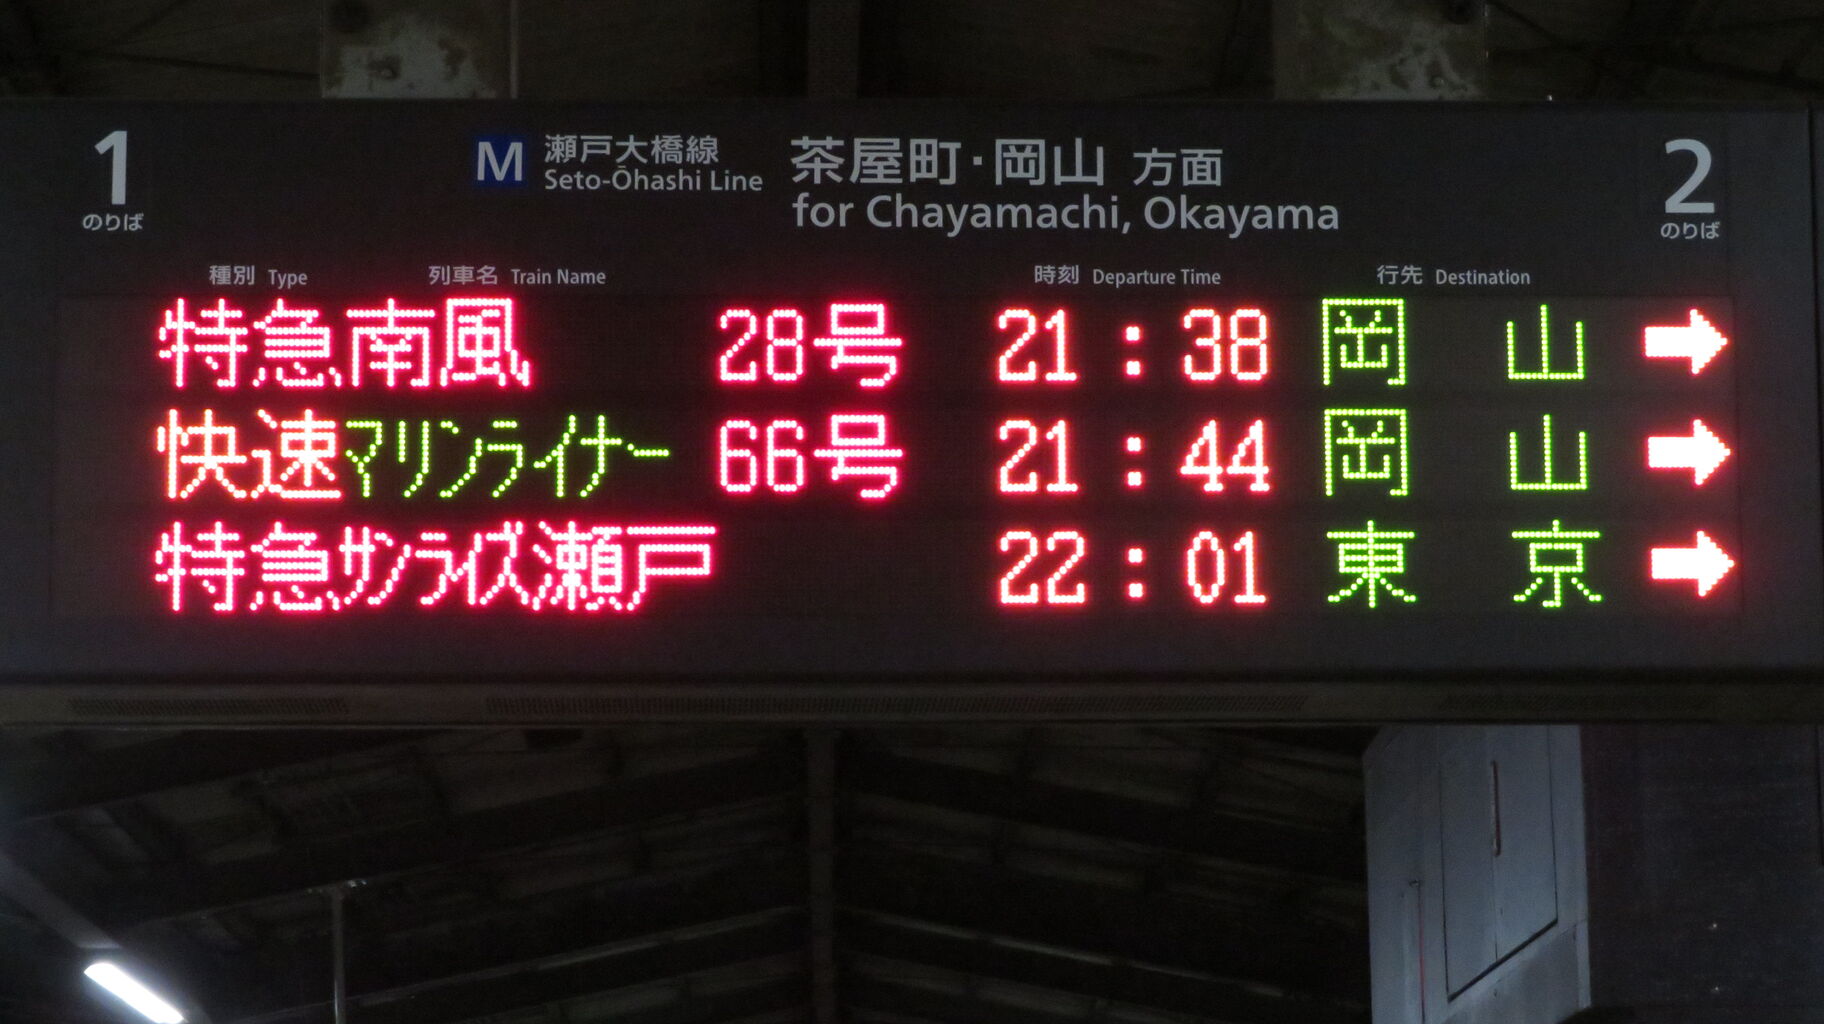 1
のりば
M 瀬戸大橋線
Seto-Ōhashi Line
茶屋町・岡山 方面
for Chayamachi, Okayama
2
のりば
種別 Type 列車名 Train Name 時刻 Departure Time 行先 Destination
特急南風 28号 21:38 岡山 ➡
快速マリンライナー 66号 21:44 岡山 ➡
特急サンライズ瀬戸 22:01 東京 ➡